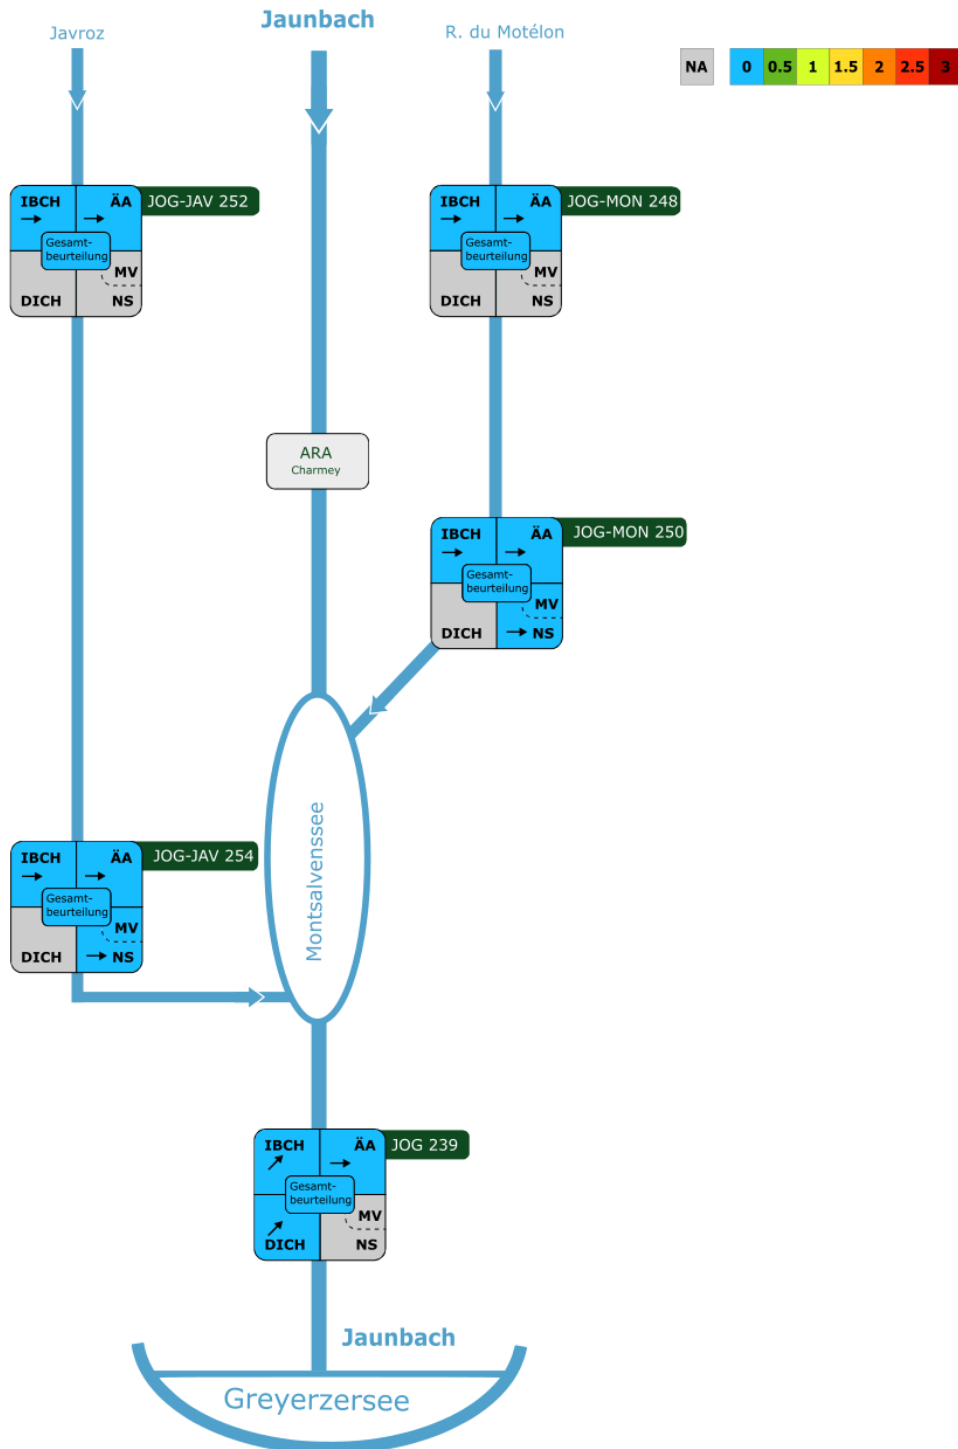 Javroz
Jaunbach
R. du Motélon
NA 0 0.5 1 1.5 2 2.5 3
IBCH ÄA JOG-JAV 252
Gesamt-
beurteilung
MV
DICH NS
IBCH ÄA JOG-MON 248
Gesamt-
beurteilung
MV
DICH NS
ARA
Charmey
IBCH ÄA JOG-MON 250
Gesamt-
beurteilung
MV
DICH NS
Montsalvenssee
IBCH ÄA JOG-JAV 254
Gesamt-
beurteilung
MV
DICH NS
IBCH ÄA JOG 239
Gesamt-
beurteilung
MV
DICH NS
Jaunbach
Greyerzersee